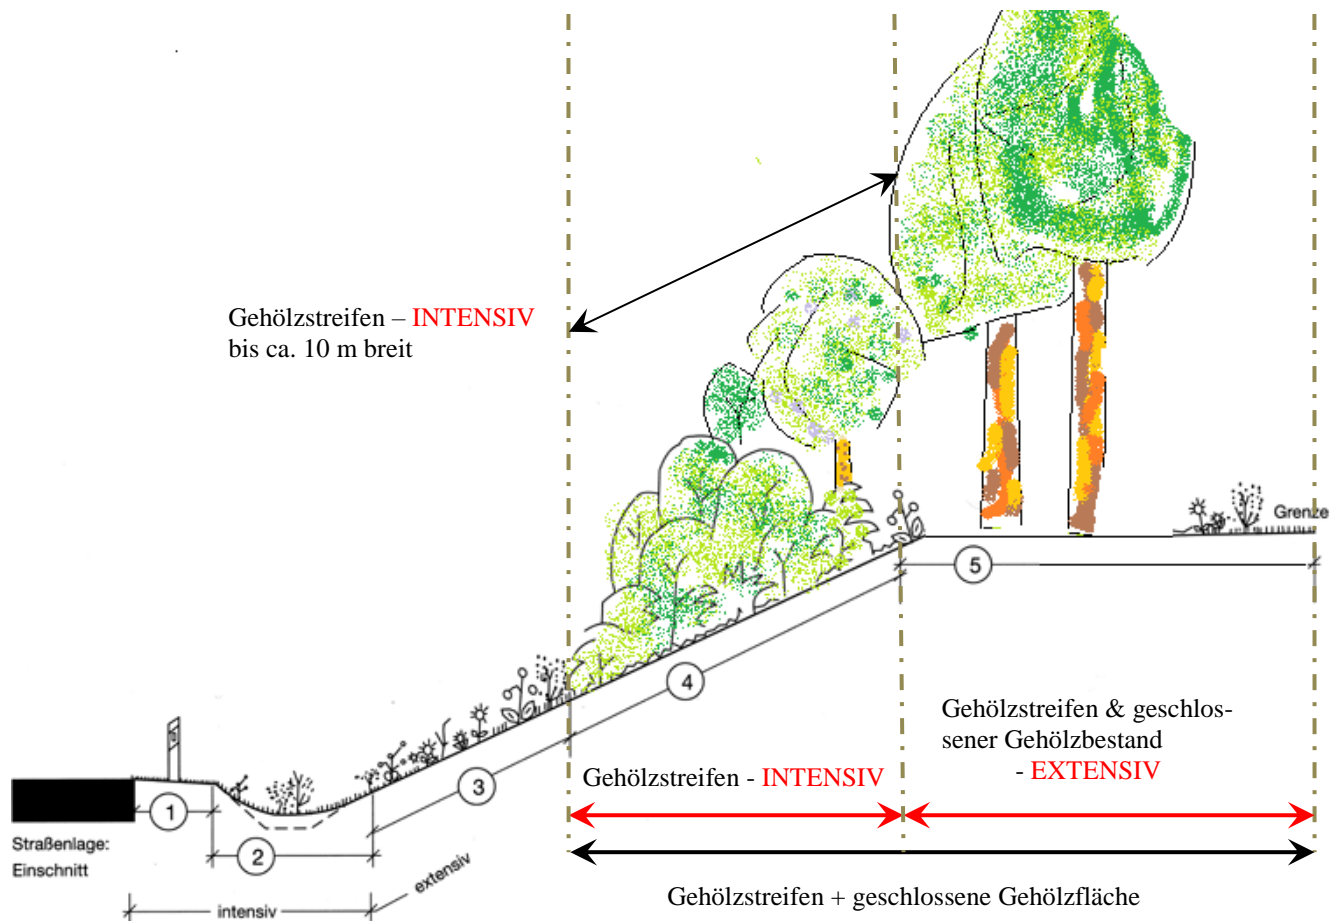 Gehölzstreifen – INTENSIV
bis ca. 10 m breit
Grenze
5
4
Gehölzstreifen & geschlos-
sener Gehölzbestand
- EXTENSIV
Gehölzstreifen - INTENSIV
3
1
2
Straßenlage:
Einschnitt
extensiv
intensiv
Gehölzstreifen + geschlossene Gehölzfläche